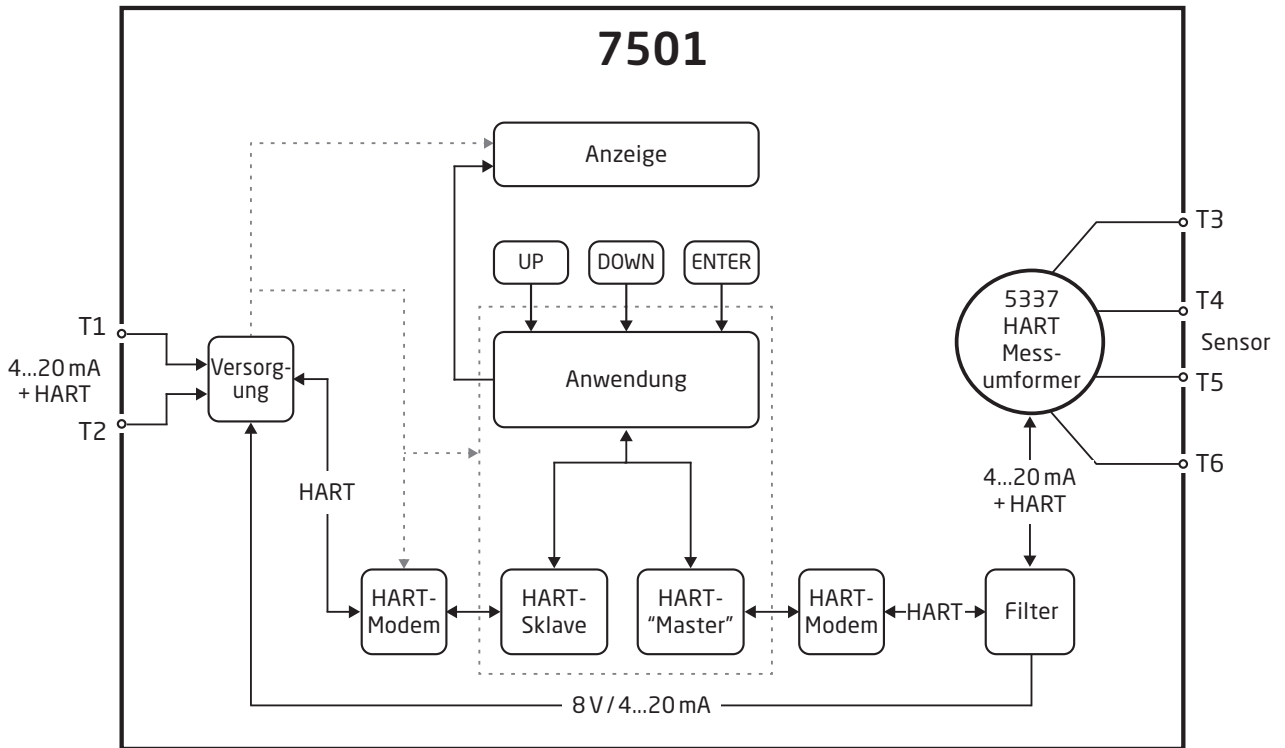 7501
Anzeige
UP
DOWN
ENTER
T1
4...20 mA
+ HART
T2
Versorg-
ung
Anwendung
5337
HART
Mess-
umformer
T3
T4
Sensor
T5
T6
HART
4...20 mA
+ HART
HART-
Modem
HART-
Sklave
HART-
“Master”
HART-
Modem
HART
Filter
8 V / 4...20 mA